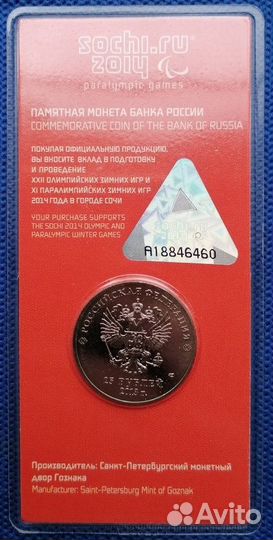 sochi.ru
2014
paralympic games
ПАМЯТНАЯ МОНЕТА БАНКА РОССИИ
COMMEMORATIVE COIN OF THE BANK OF RUSSIA
ПОКУПАЯ ОФИЦИАЛЬНУЮ ПРОДУКЦИЮ,
ВЫ ВНОСИТЕ ВКЛАД В ПОДГОТОВКУ
И ПРОВЕДЕНИЕ
XXII ОЛИМПИЙСКИХ ЗИМНИХ ИГР И
XI ПАРАЛИМПИЙСКИХ ЗИМНИХ ИГР
2014 ГОДА В ГОРОДЕ СОЧИ
YOUR PURCHASE SUPPORTS
THE SOCHI 2014 OLYMPIC AND
PARALYMPIC WINTER GAMES
A18846460
РОССИЙСКАЯ ФЕДЕРАЦИЯ
25 РУБЛЕЙ
2013 г.
Производитель: Санкт-Петербургский монетный
двор Гознака
Manufacturer: Saint-Petersburg Mint of Goznak
Avito